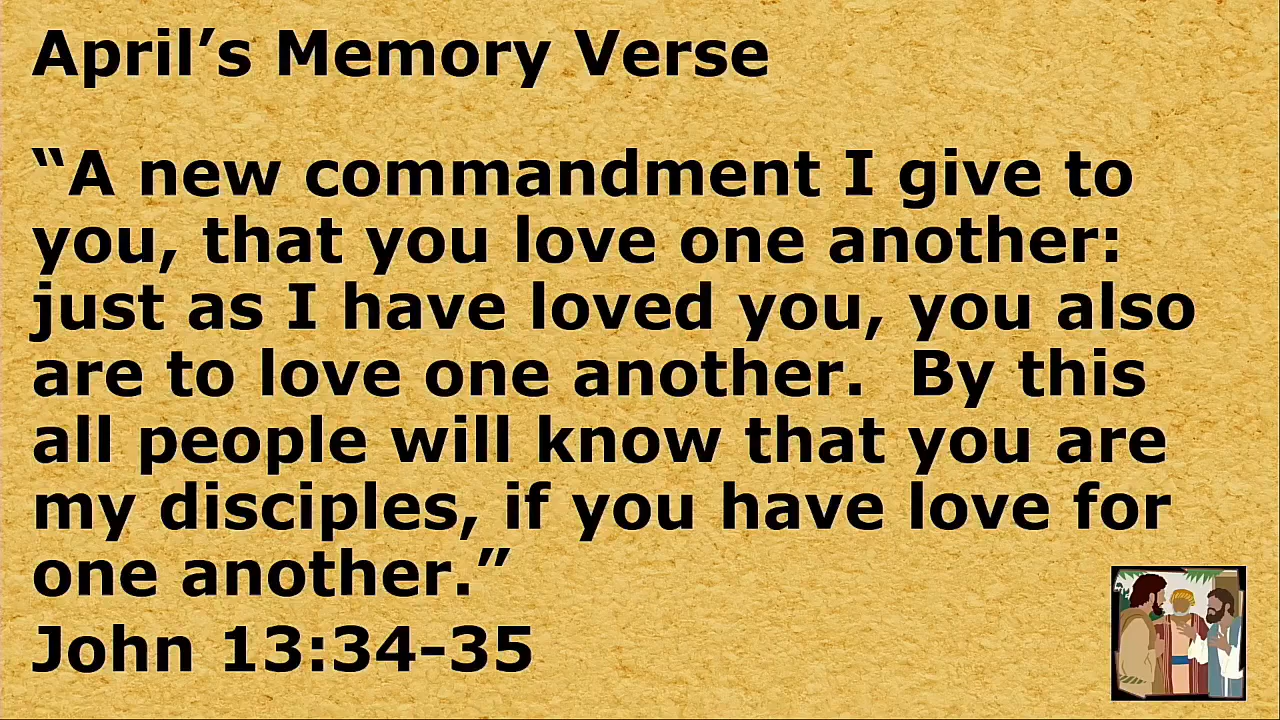 April’s Memory Verse
“A new commandment I give to
you, that you love one another:
just as I have loved you, you also
are to love one another.  By this
all people will know that you are
my disciples, if you have love for
one another.”
John 13:34-35